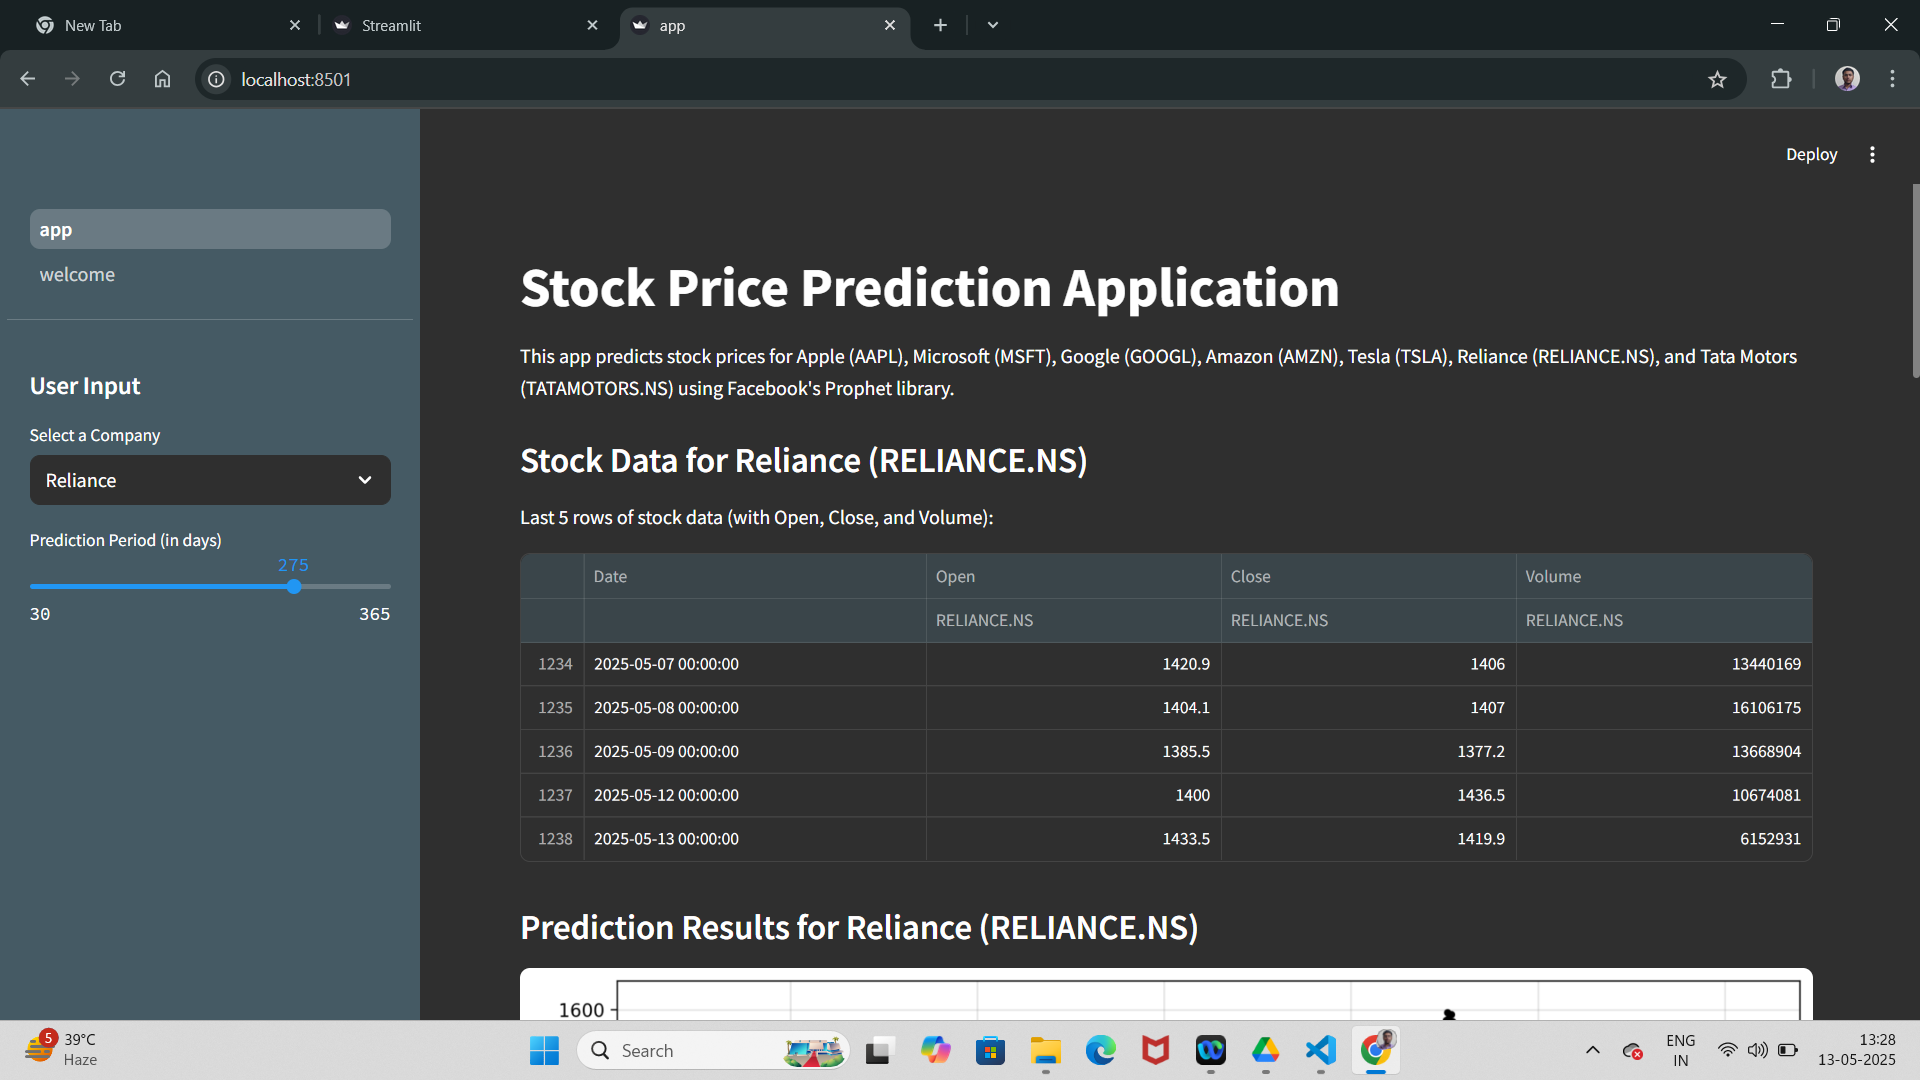 New Tab
Streamlit
app
localhost:8501
Deploy
app
welcome
User Input
Select a Company
Reliance
Prediction Period (in days)
275
30 365
Stock Price Prediction Application
This app predicts stock prices for Apple (AAPL), Microsoft (MSFT), Google (GOOGL), Amazon (AMZN), Tesla (TSLA), Reliance (RELIANCE.NS), and Tata Motors
(TATAMOTORS.NS) using Facebook's Prophet library.
Stock Data for Reliance (RELIANCE.NS)
Last 5 rows of stock data (with Open, Close, and Volume):
Date Open Close Volume
RELIANCE.NS RELIANCE.NS RELIANCE.NS
1234 2025-05-07 00:00:00 1420.9 1406 13440169
1235 2025-05-08 00:00:00 1404.1 1407 16106175
1236 2025-05-09 00:00:00 1385.5 1377.2 13668904
1237 2025-05-12 00:00:00 1400 1436.5 10674081
1238 2025-05-13 00:00:00 1433.5 1419.9 6152931
Prediction Results for Reliance (RELIANCE.NS)
1600
5
39°C
Haze
Search
ENG
IN
13:28
13-05-2025